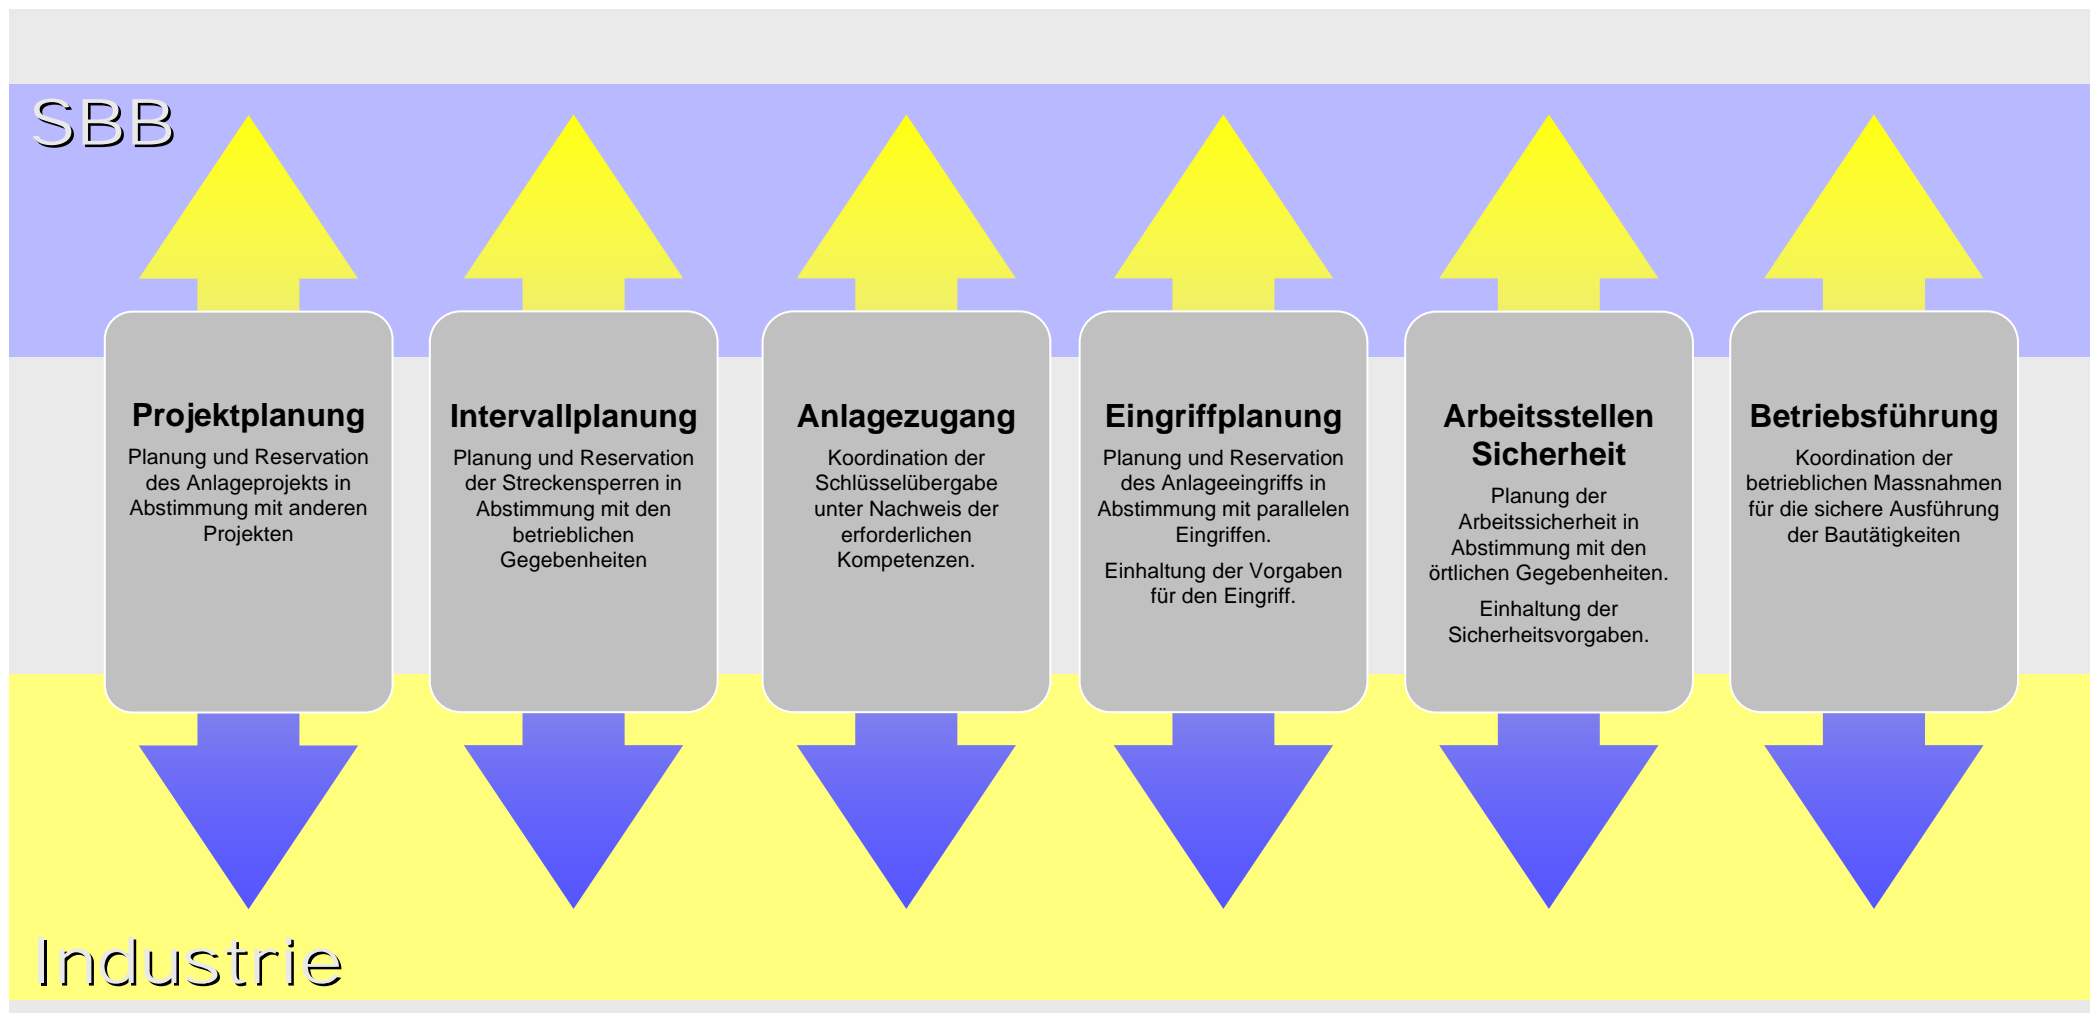 SBB
Projektplanung
Planung und Reservation
des Anlageprojekts in
Abstimmung mit anderen
Projekten
Intervallplanung
Planung und Reservation
der Streckensperren in
Abstimmung mit den
betrieblichen
Gegebenheiten
Anlagezugang
Koordination der
Schlüsselübergabe
unter Nachweis der
erforderlichen
Kompetenzen.
Eingriffplanung
Planung und Reservation
des Anlageeingriffs in
Abstimmung mit parallelen
Eingriffen.
Einhaltung der Vorgaben
für den Eingriff.
Arbeitsstellen
Sicherheit
Planung der
Arbeitssicherheit in
Abstimmung mit den
örtlichen Gegebenheiten.
Einhaltung der
Sicherheitsvorgaben.
Betriebsführung
Koordination der
betrieblichen Massnahmen
für die sichere Ausführung
der Bautätigkeiten
Industrie